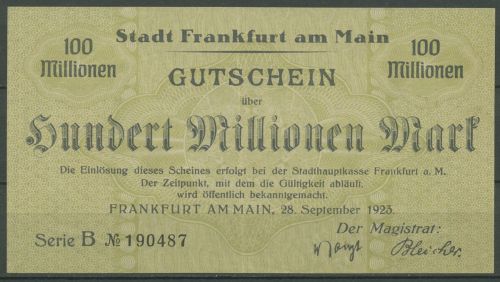 Stadt Frankfurt am Main
100 Millionen
100 Millionen
GUTSCHEIN
über
Hundert Millionen Mark
Die Einlösung dieses Scheines erfolgt bei der Stadthauptkasse Frankfurt a. M.
Der Zeitpunkt, mit dem die Gültigkeit abläuft,
wird öffentlich bekanntgemacht.
FRANKFURT AM MAIN, 28. September 1923.
Der Magistrat:
Serie B № 190487
Voigt Bleicher.